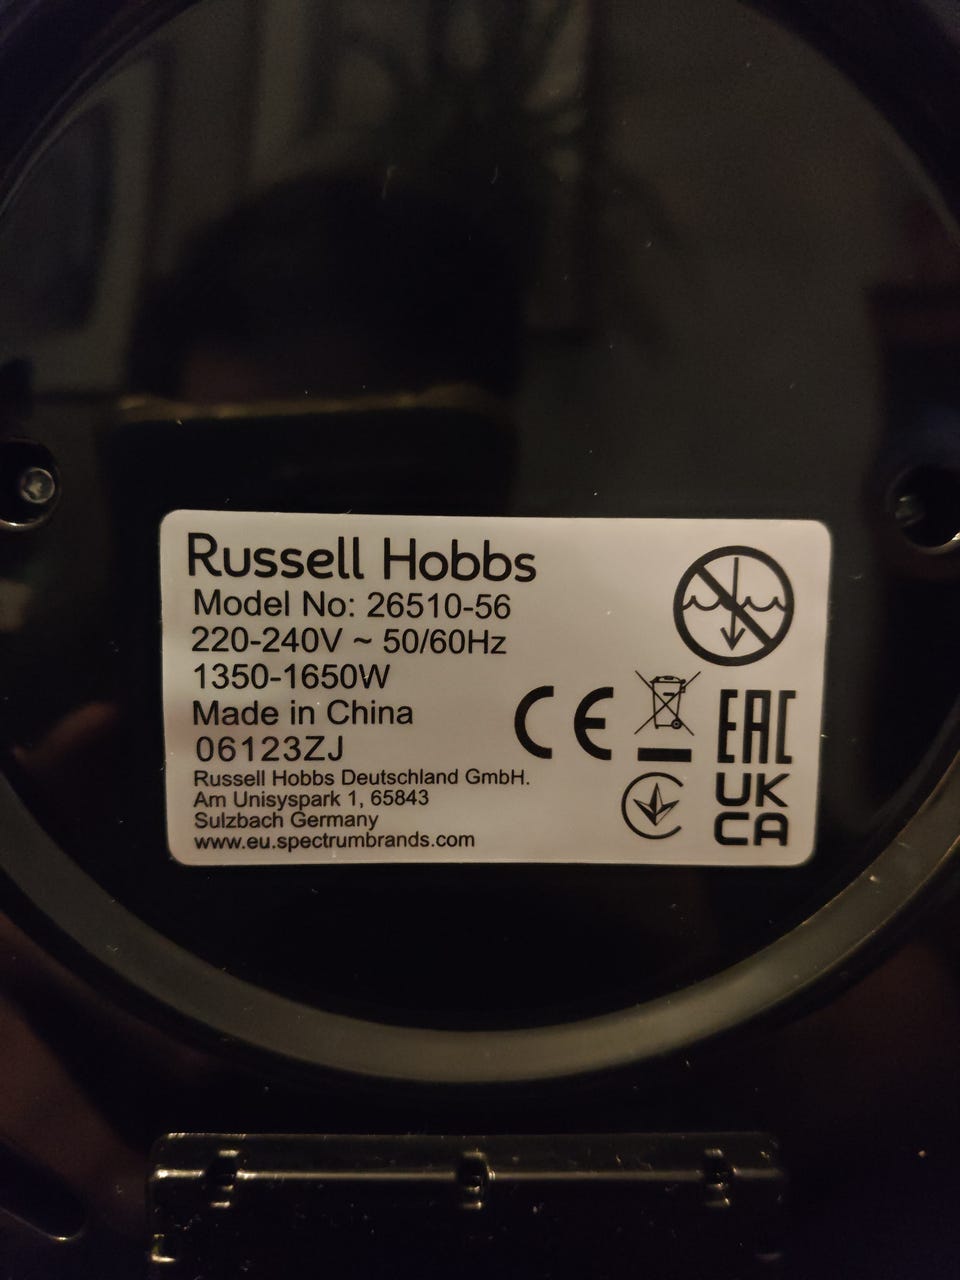 Russell Hobbs
Model No: 26510-56
220-240V ~ 50/60Hz
1350-1650W
Made in China
06123ZJ
Russell Hobbs Deutschland GmbH.
Am Unisyspark 1, 65843
Sulzbach Germany
www.eu.spectrumbrands.com
CE
EAC
UK
CA